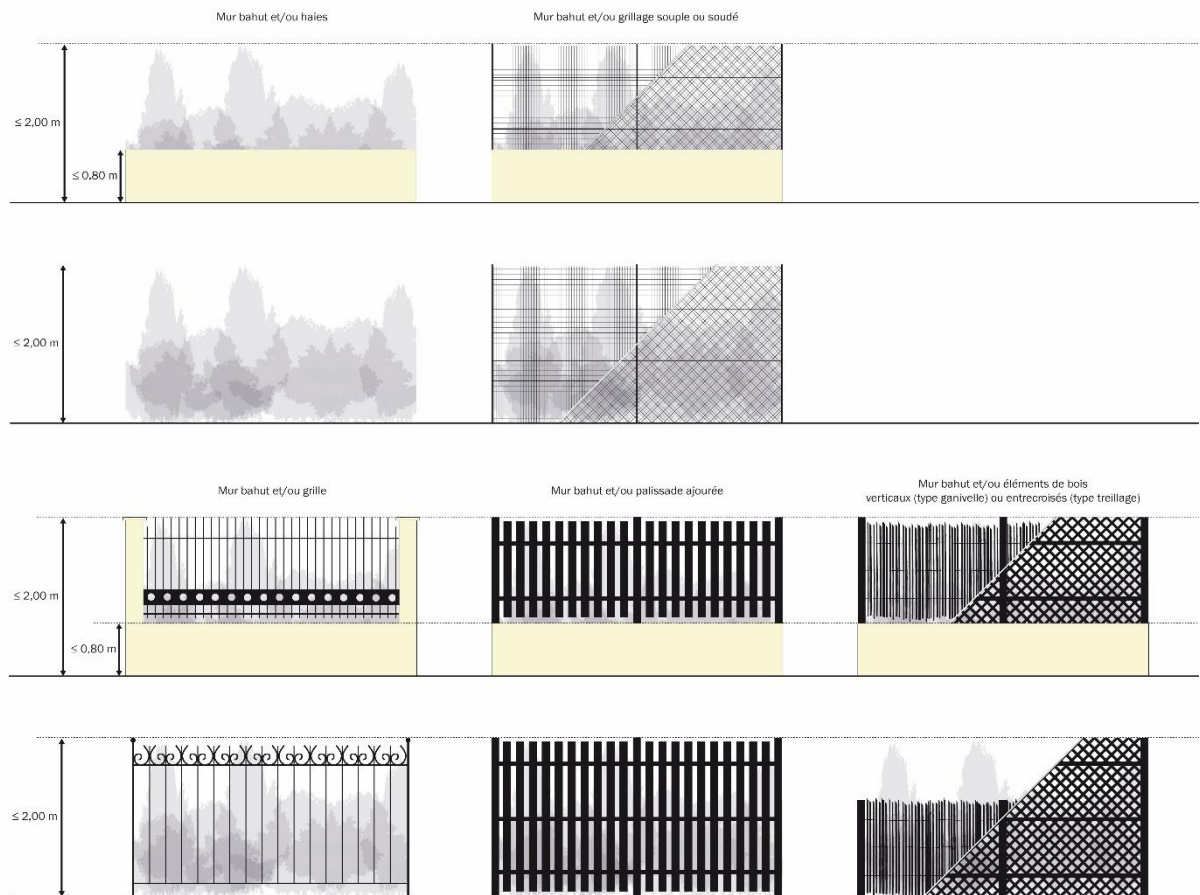 Mur bahut et/ou haies
Mur bahut et/ou grillage souple ou soudé
≤ 2,00 m
≤ 0,80 m
≤ 2,00 m
Mur bahut et/ou grille
Mur bahut et/ou palissade ajourée
Mur bahut et/ou éléments de bois
verticaux (type ganivelle) ou entrecroisés (type treillage)
≤ 2,00 m
≤ 0,80 m
≤ 2,00 m